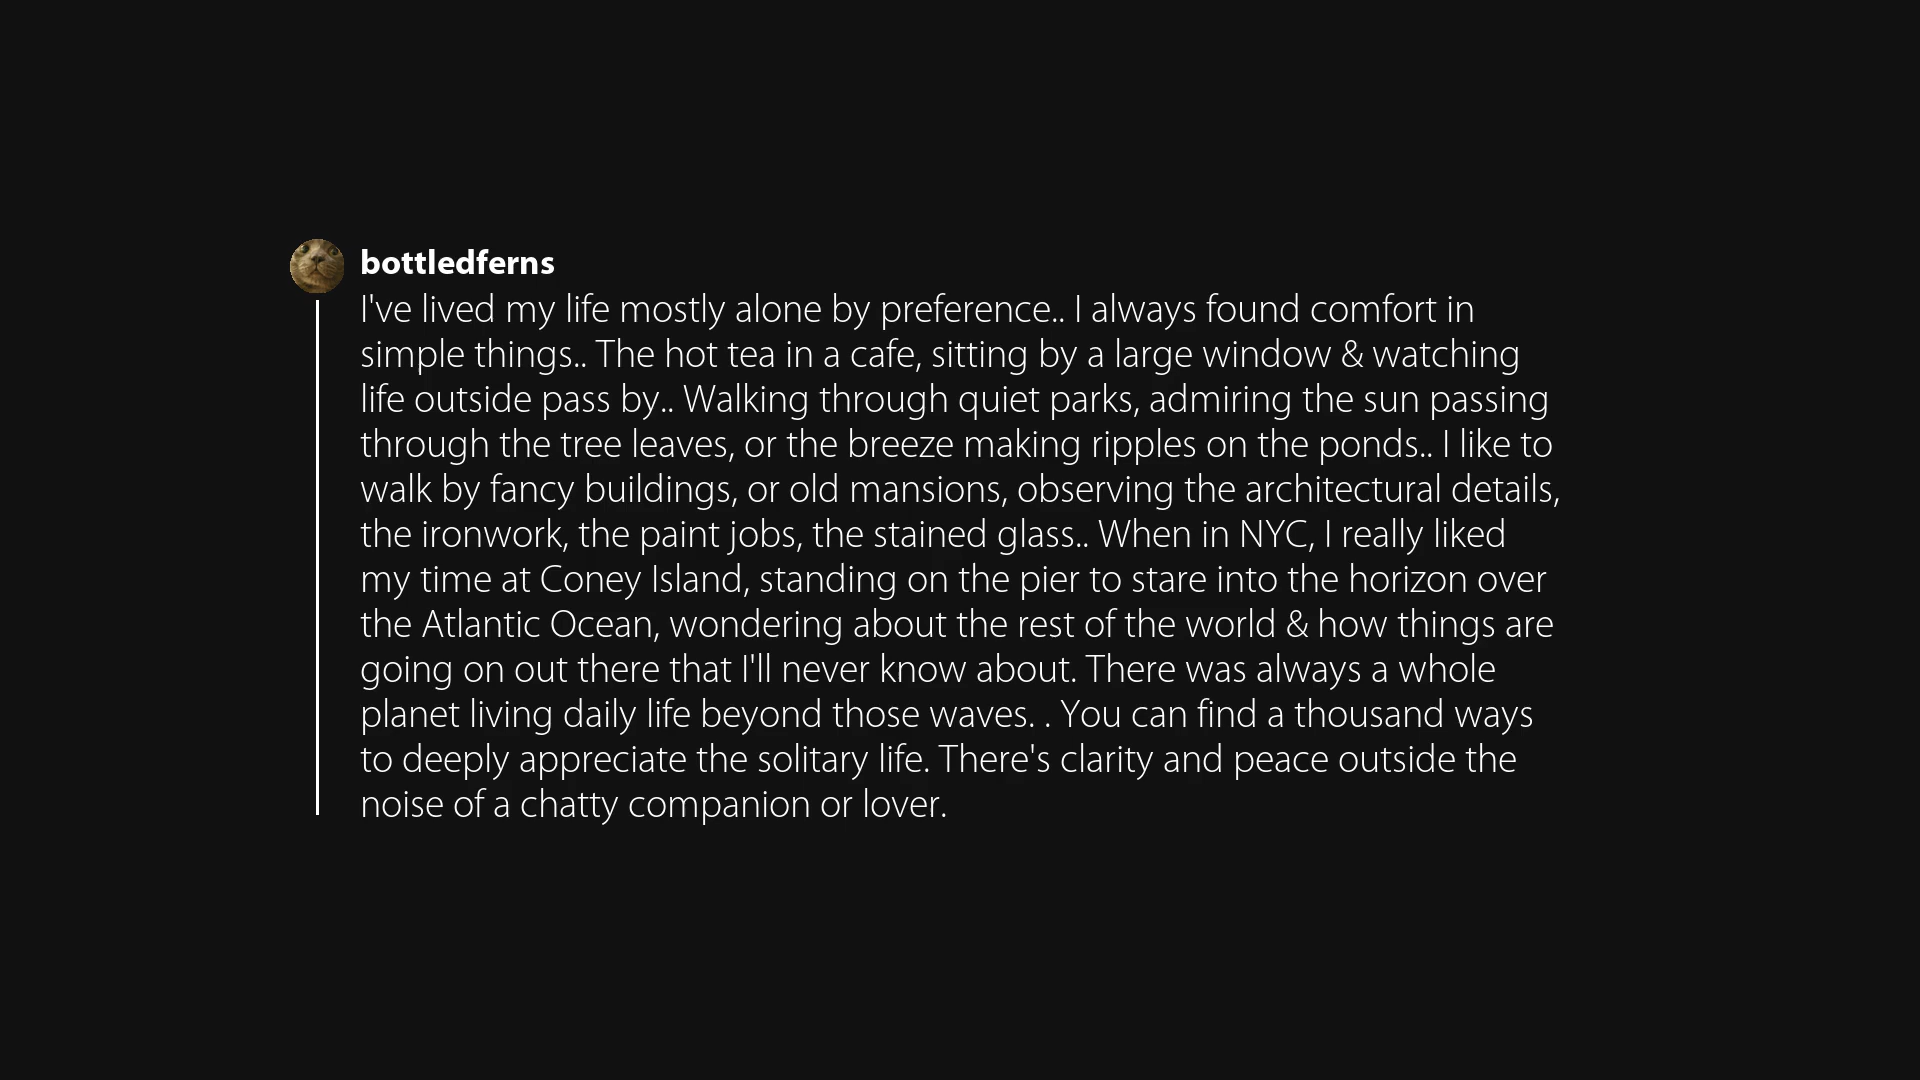 bottledferns
I've lived my life mostly alone by preference.. I always found comfort in
simple things.. The hot tea in a cafe, sitting by a large window & watching
life outside pass by.. Walking through quiet parks, admiring the sun passing
through the tree leaves, or the breeze making ripples on the ponds.. I like to
walk by fancy buildings, or old mansions, observing the architectural details,
the ironwork, the paint jobs, the stained glass.. When in NYC, I really liked
my time at Coney Island, standing on the pier to stare into the horizon over
the Atlantic Ocean, wondering about the rest of the world & how things are
going on out there that I'll never know about. There was always a whole
planet living daily life beyond those waves. . You can find a thousand ways
to deeply appreciate the solitary life. There's clarity and peace outside the
noise of a chatty companion or lover.